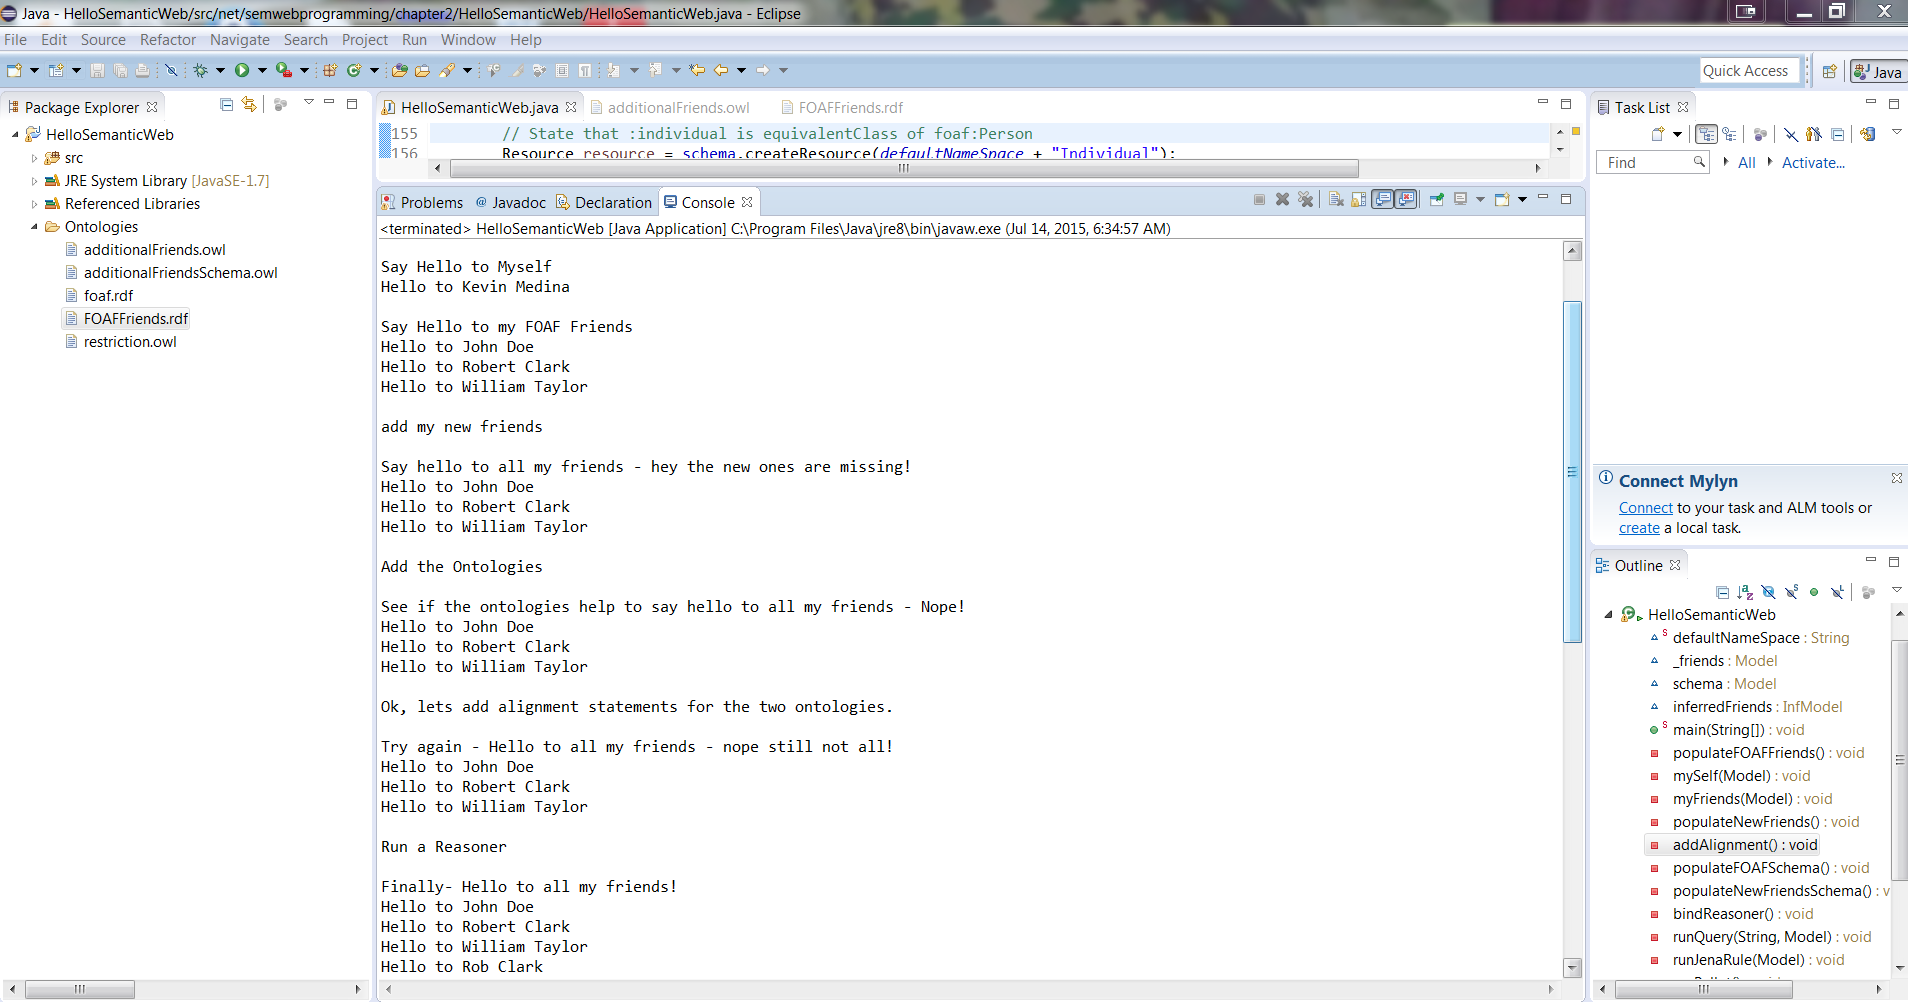 Java - HelloSemanticWeb/src/net/semwebprogramming/chapter2/HelloSemanticWeb/HelloSemanticWeb.java - Eclipse
File Edit Source Refactor Navigate Search Project Run Window Help
Quick Access
Java
Package Explorer
HelloSemanticWeb
src
JRE System Library [JavaSE-1.7]
Referenced Libraries
Ontologies
additionalFriends.owl
additionalFriendsSchema.owl
foaf.rdf
FOAFFriends.rdf
restriction.owl
HelloSemanticWeb.java additionalFriends.owl FOAFFriends.rdf
155 // State that :individual is equivalentClass of foaf:Person
156 Resource resource = schema.createResource(defaultNameSpace + "Individual");
Problems @ Javadoc Declaration Console
<terminated> HelloSemanticWeb [Java Application] C:\Program Files\Java\jre8\bin\javaw.exe (Jul 14, 2015, 6:34:57 AM)
Say Hello to Myself
Hello to Kevin Medina
Say Hello to my FOAF Friends
Hello to John Doe
Hello to Robert Clark
Hello to William Taylor
add my new friends
Say hello to all my friends - hey the new ones are missing!
Hello to John Doe
Hello to Robert Clark
Hello to William Taylor
Add the Ontologies
See if the ontologies help to say hello to all my friends - Nope!
Hello to John Doe
Hello to Robert Clark
Hello to William Taylor
Ok, lets add alignment statements for the two ontologies.
Try again - Hello to all my friends - nope still not all!
Hello to John Doe
Hello to Robert Clark
Hello to William Taylor
Run a Reasoner
Finally- Hello to all my friends!
Hello to John Doe
Hello to Robert Clark
Hello to William Taylor
Hello to Rob Clark
Task List
Find All Activate...
Connect Mylyn
Connect to your task and ALM tools or
create a local task.
Outline
HelloSemanticWeb
defaultNameSpace : String
_friends : Model
schema : Model
inferredFriends : InfModel
main(String[]) : void
populateFOAFFriends() : void
mySelf(Model) : void
myFriends(Model) : void
populateNewFriends() : void
addAlignment() : void
populateFOAFSchema() : void
populateNewFriendsSchema() : v
bindReasoner() : void
runQuery(String, Model) : void
runJenaRule(Model) : void